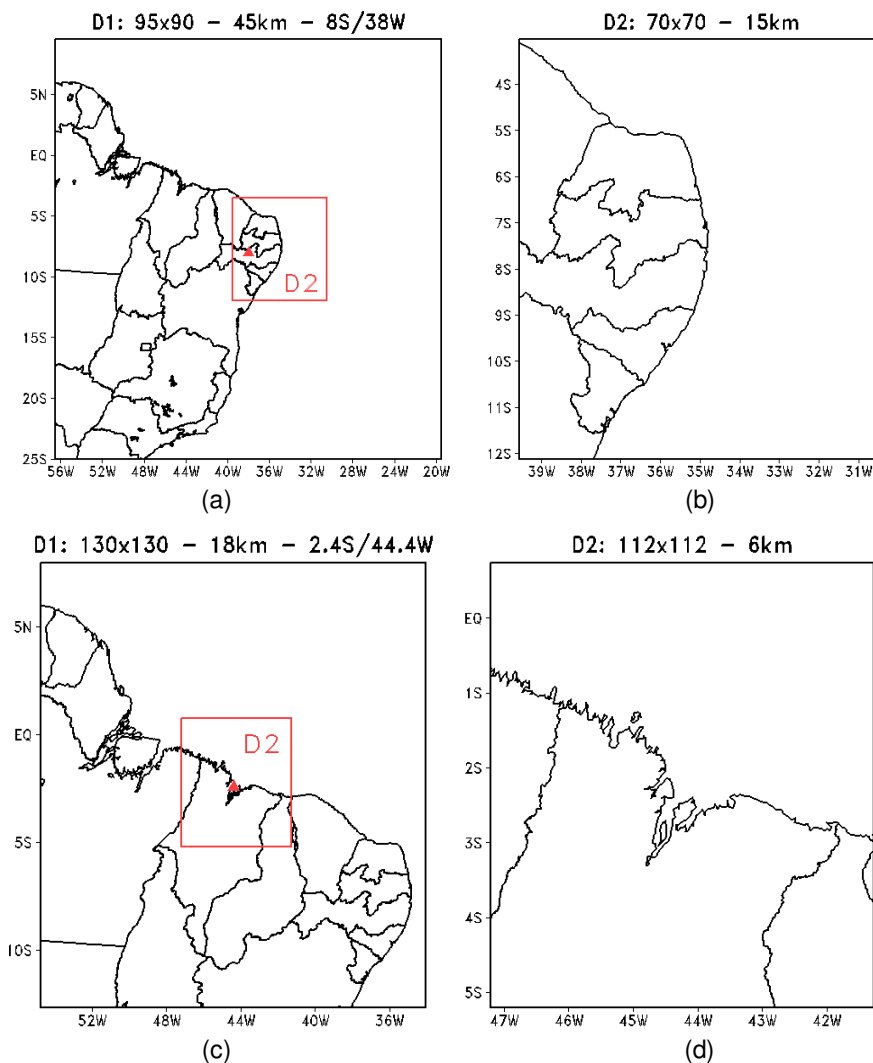 D1: 95x90 - 45km - 8S/38W
D2: 70x70 - 15km
5N
EQ
5S
10S
15S
20S
25S
D2
56W 52W 48W 44W 40W 36W 32W 28W 24W 20W
(a)
4S
5S
6S
7S
8S
9S
10S
11S
12S
39W 38W 37W 36W 35W 34W 33W 32W 31W
(b)
D1: 130x130 - 18km - 2.4S/44.4W
D2: 112x112 - 6km
5N
EQ
5S
10S
D2
52W 48W 44W 40W 36W
(c)
EQ
1S
2S
3S
4S
5S
47W 46W 45W 44W 43W 42W
(d)